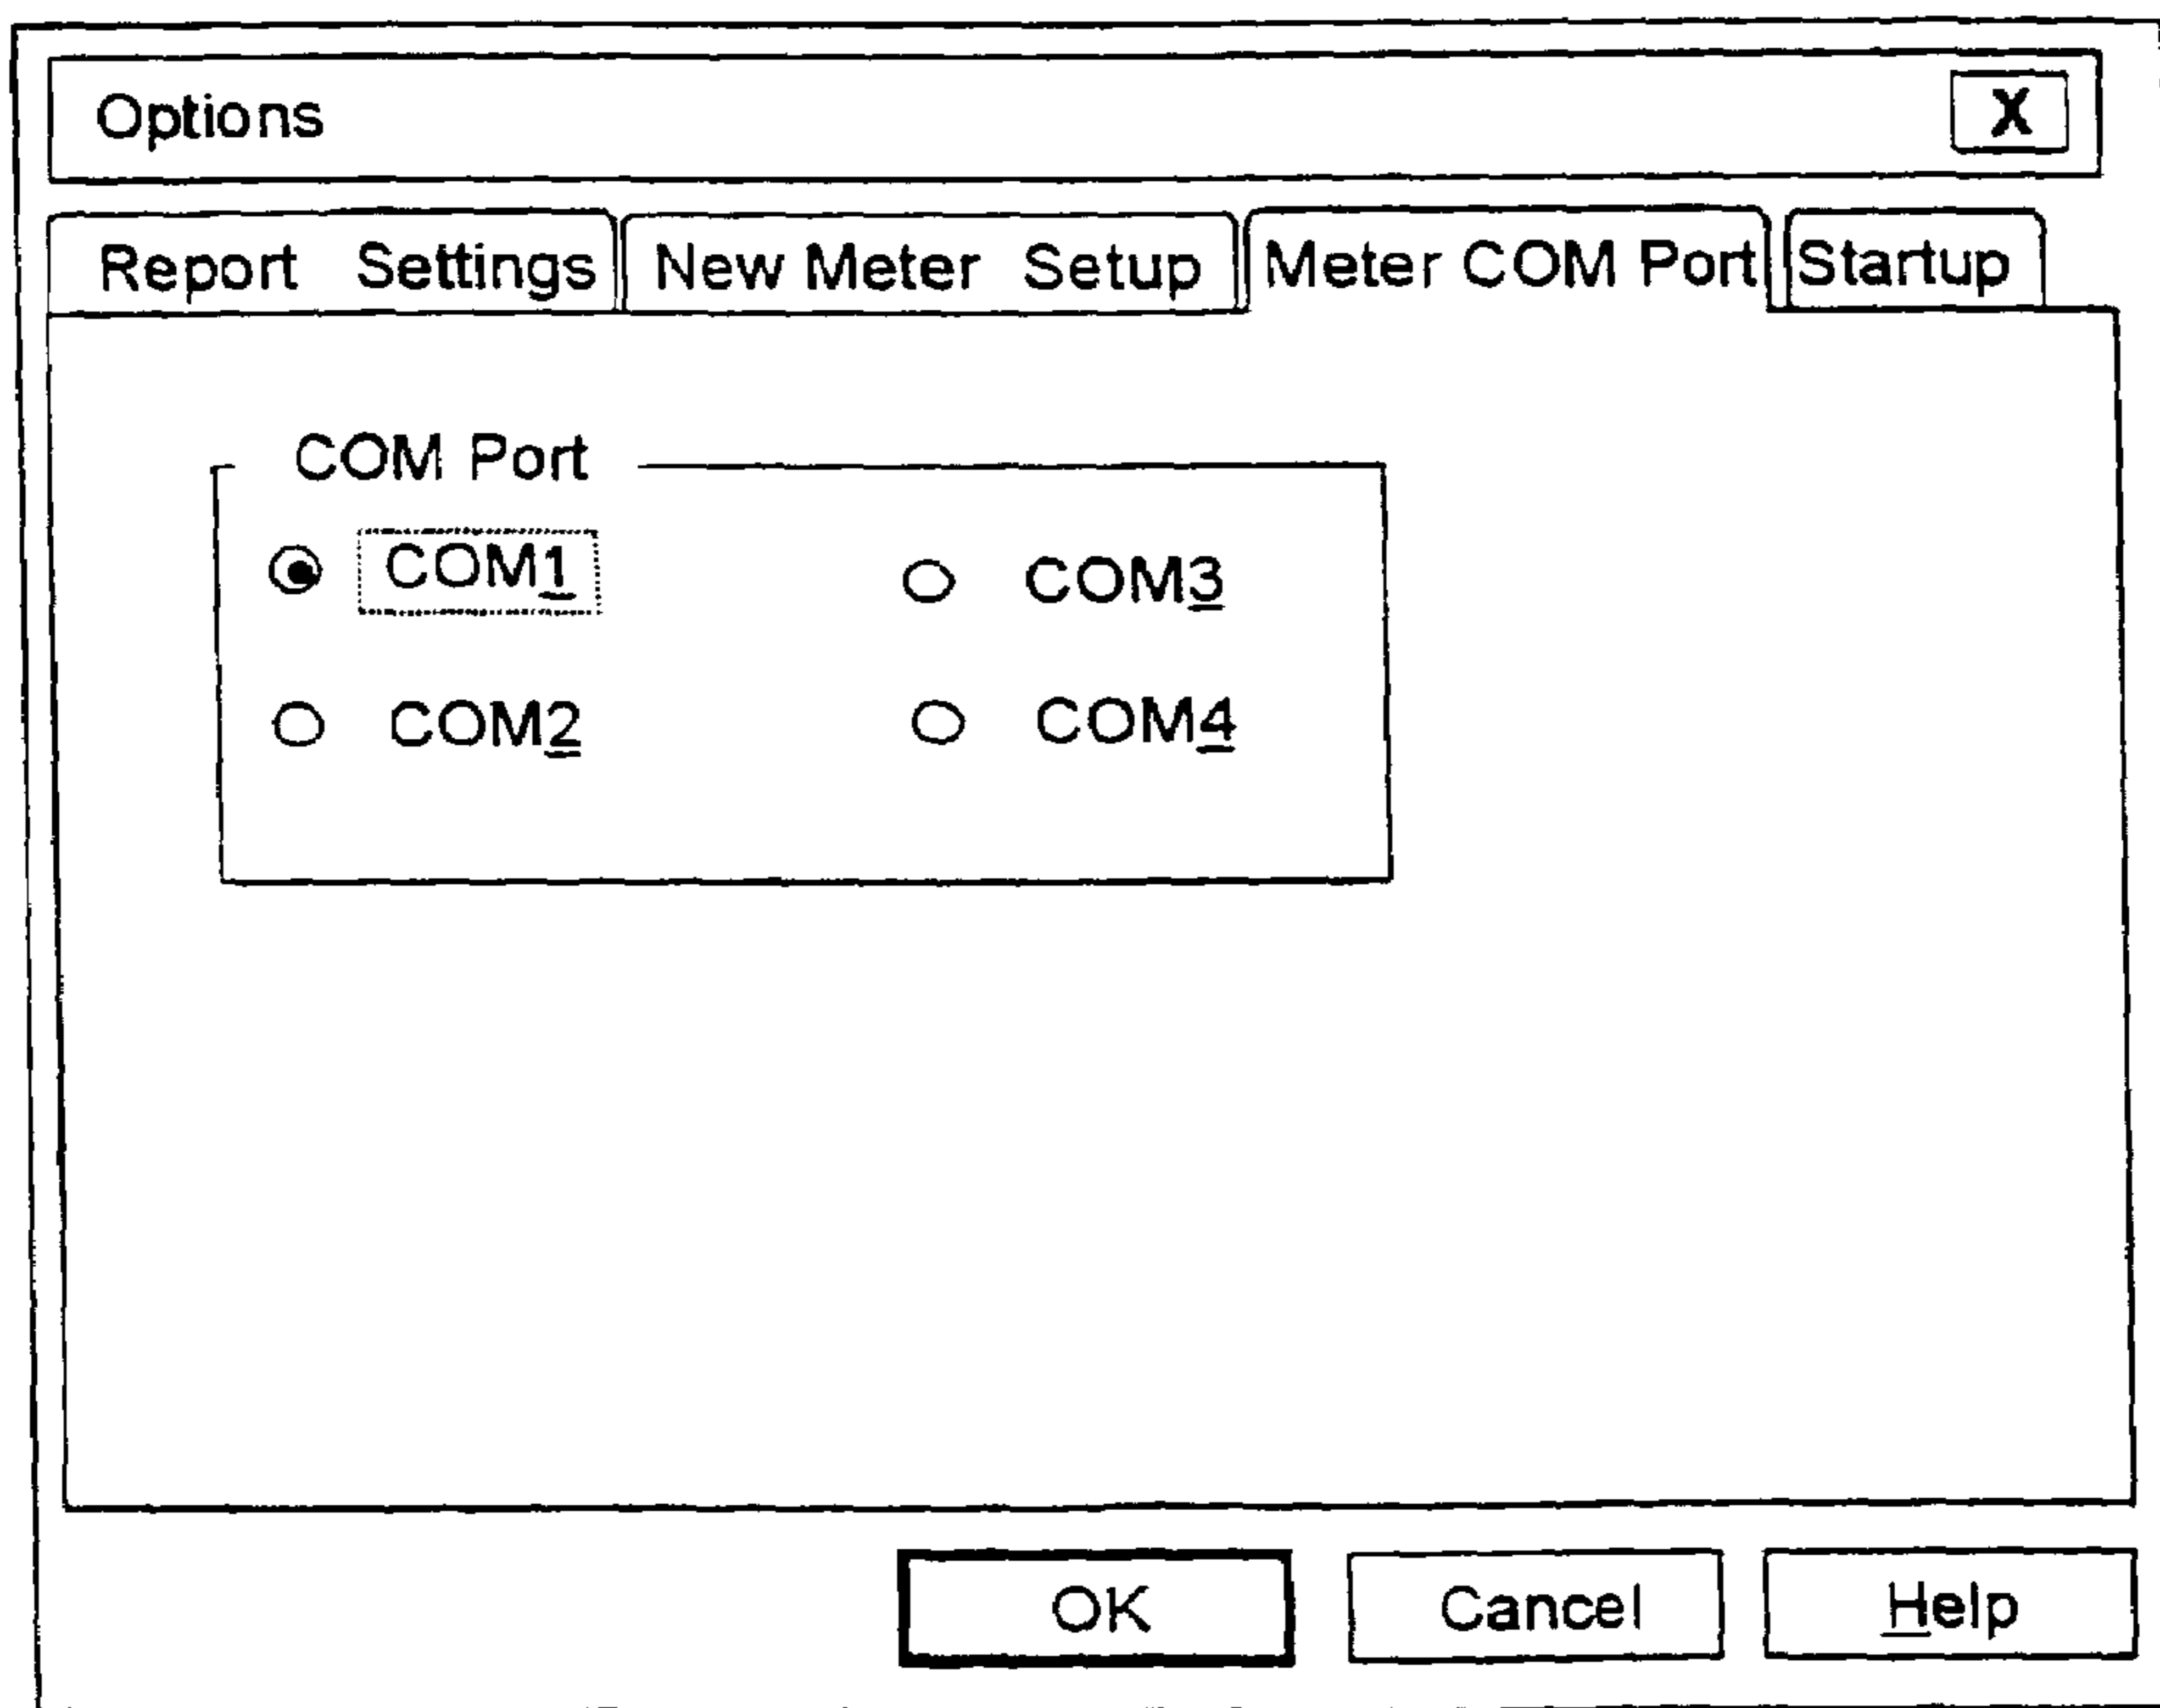 Options X
Report Settings New Meter Setup Meter COM Port Startup
COM Port
COM1 COM3
COM2 COM4
OK Cancel Help